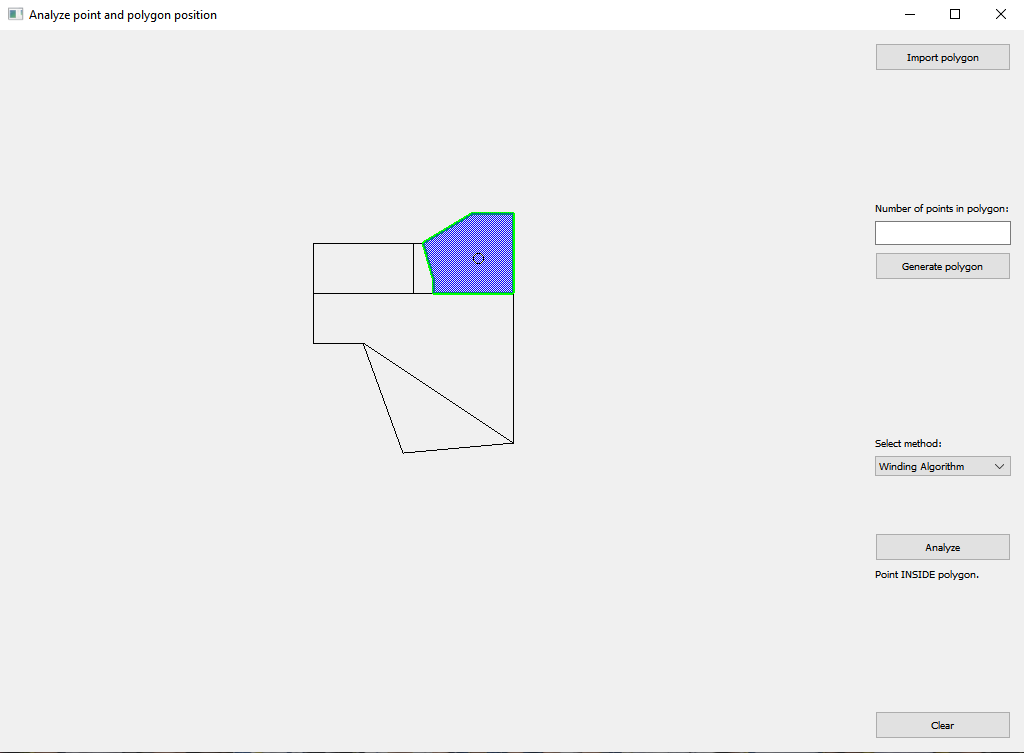 Analyze point and polygon position
Import polygon
Number of points in polygon:
Generate polygon
Select method:
Winding Algorithm
Analyze
Point INSIDE polygon.
Clear